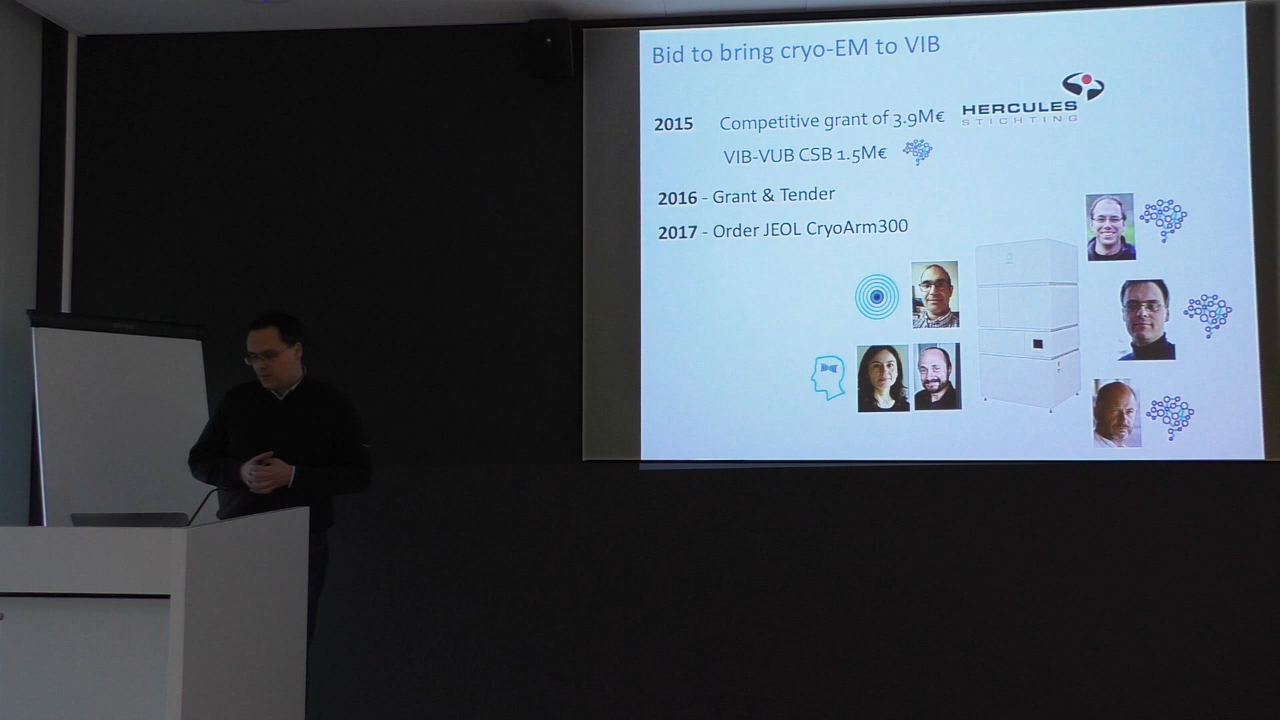 Bid to bring cryo-EM to VIB
2015 Competitive grant of 3.9M€
HERCULES
STICHTING
VIB-VUB CSB 1.5M€
2016 - Grant & Tender
2017 - Order JEOL CryoArm300